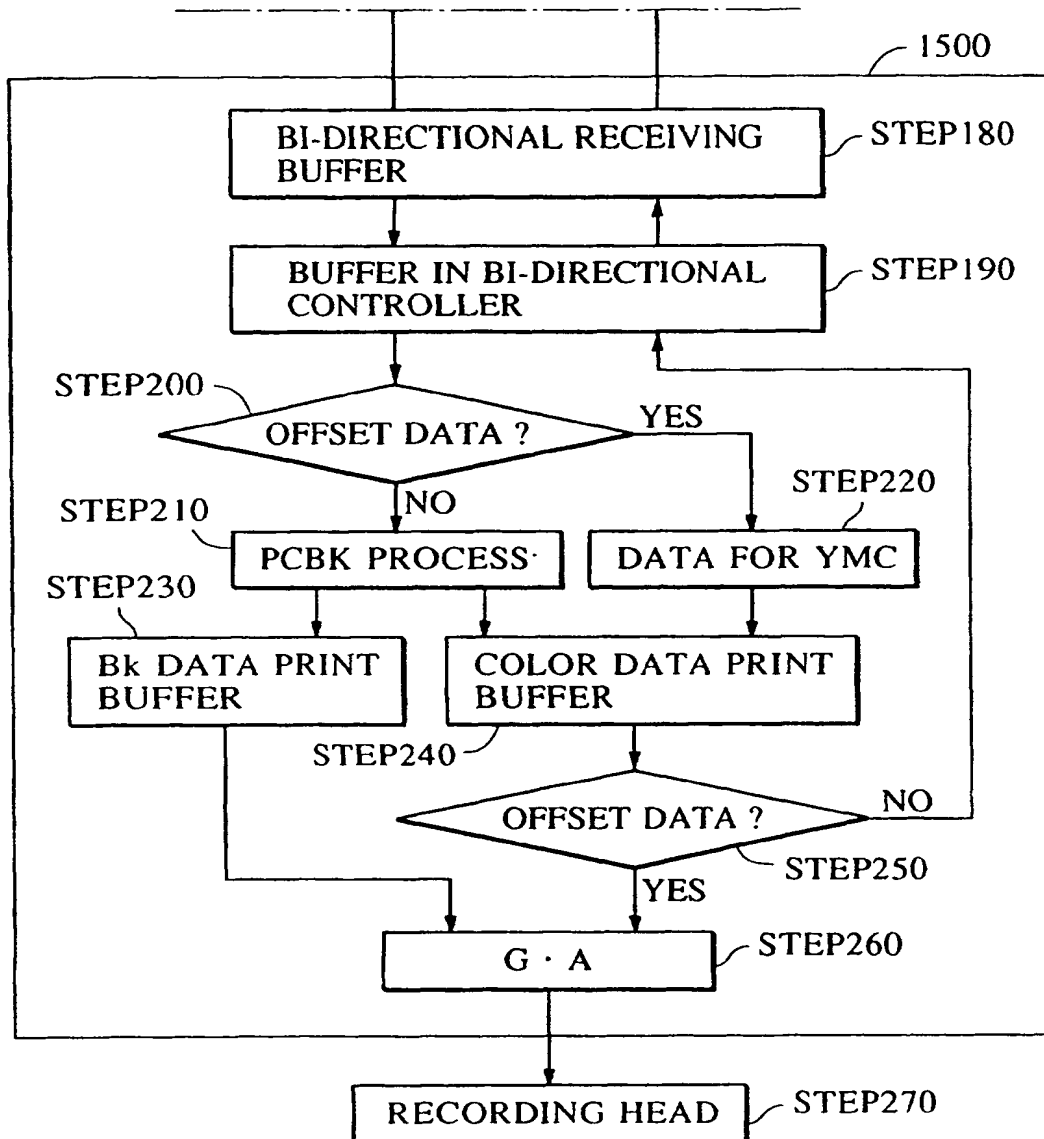 1500
BI-DIRECTIONAL RECEIVING
BUFFER
STEP180
BUFFER IN BI-DIRECTIONAL
CONTROLLER
STEP190
STEP200
OFFSET DATA ?
YES
NO
STEP210
STEP220
PCBK PROCESS·
DATA FOR YMC
STEP230
Bk DATA PRINT
BUFFER
COLOR DATA PRINT
BUFFER
STEP240
OFFSET DATA ?
NO
STEP250
YES
G · A
STEP260
RECORDING HEAD
STEP270